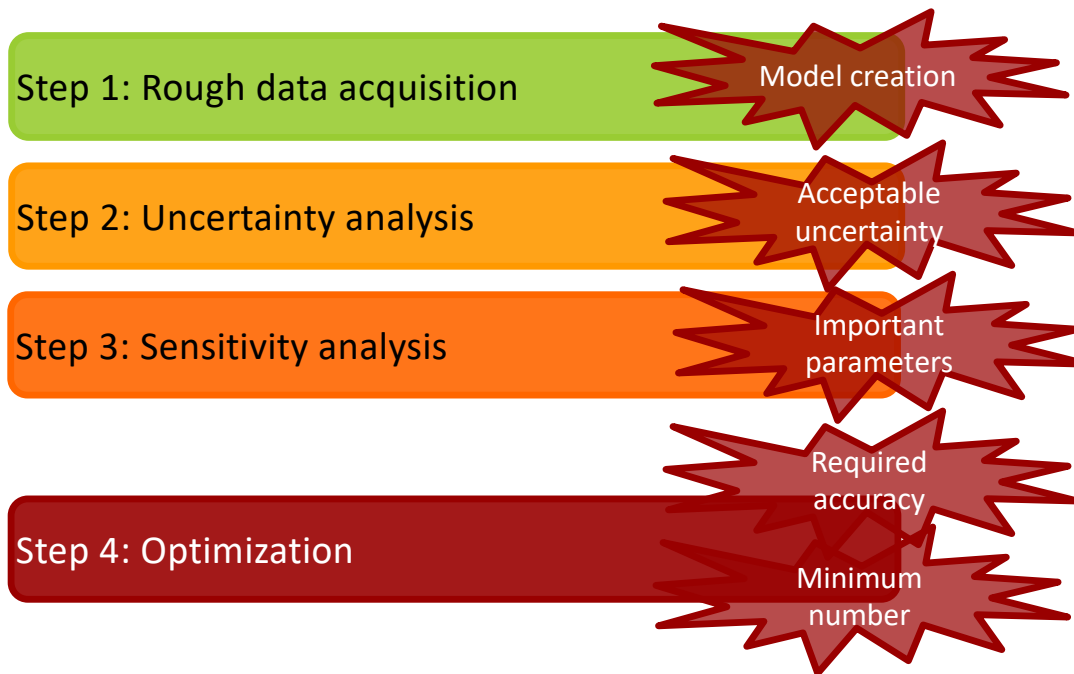 Step 1: Rough data acquisition
Model creation
Step 2: Uncertainty analysis
Acceptable
uncertainty
Step 3: Sensitivity analysis
Important
parameters
Step 4: Optimization
Required
accuracy
Minimum
number